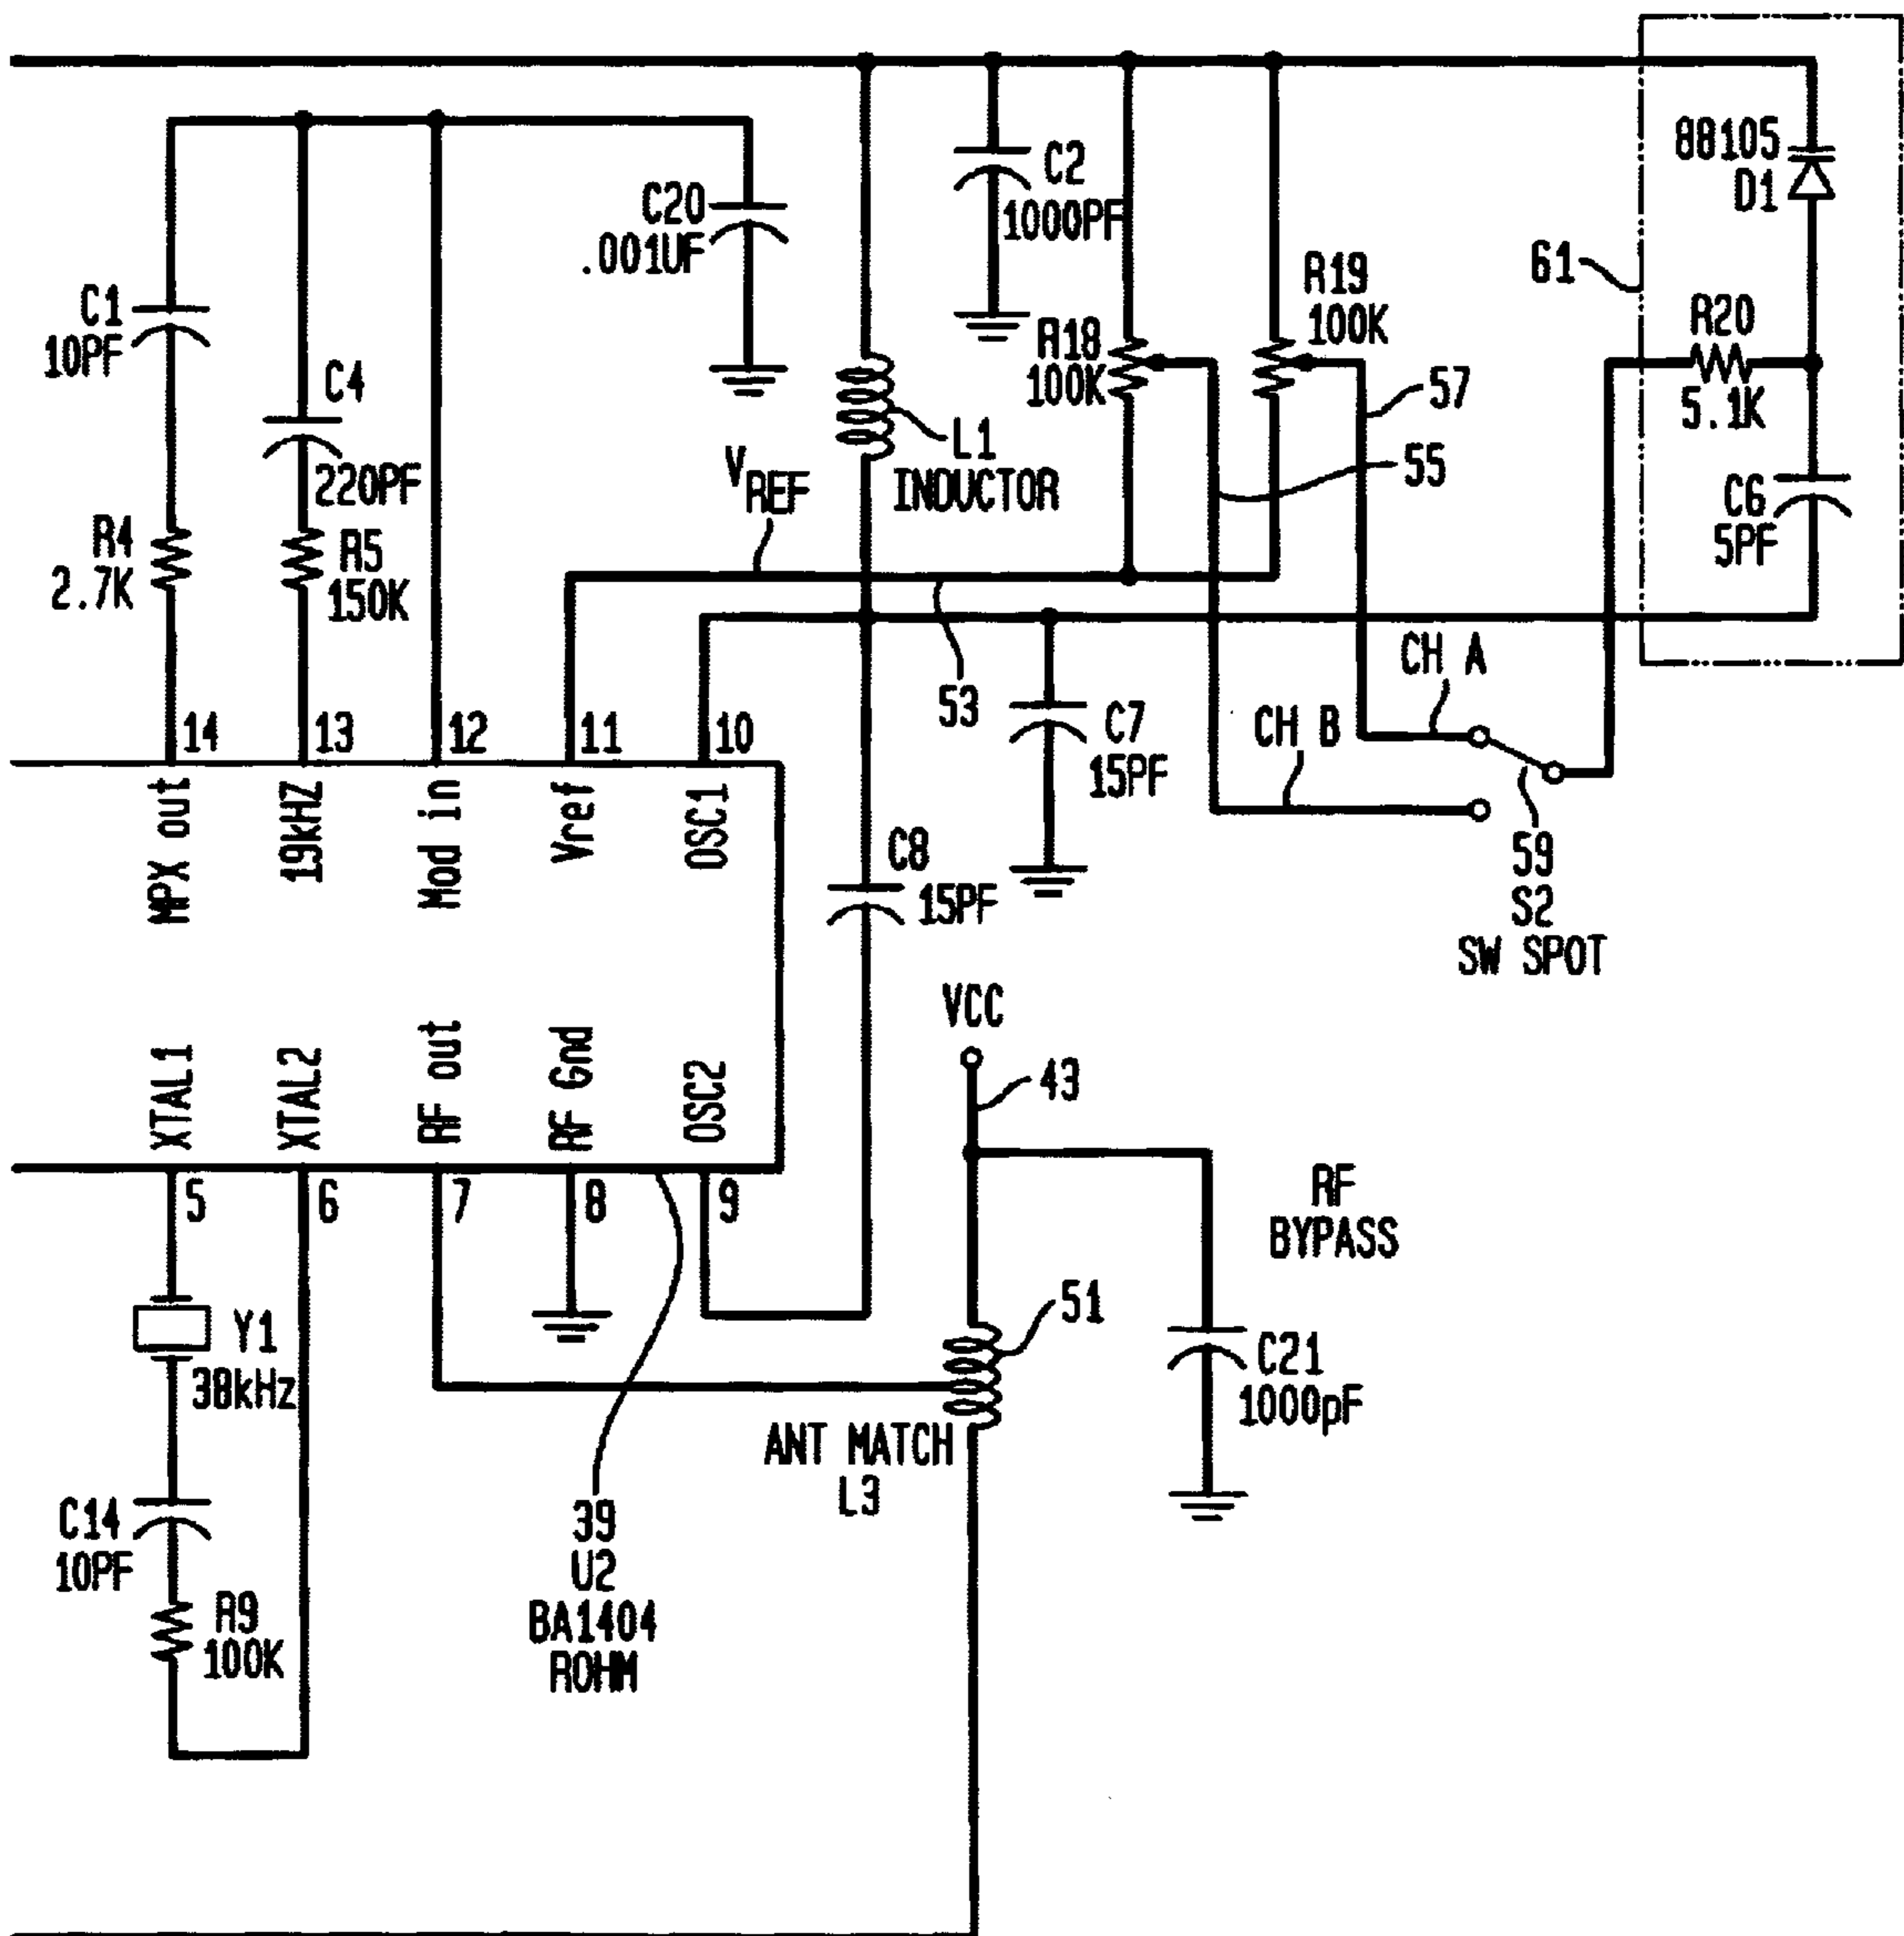 88105
D1
C2
1000PF
C20
.001UF
61
R19
100K
C1
10PF
R20
5.1K
R18
100K
C4
57
L1
INDUCTOR
VREF
55
220PF
C6
5PF
R4
2.7K
R5
150K
53
CH A
CH B
C7
15PF
14
13
12
11
10
MPX out
19kHZ
Mod in
Vref
OSC1
C8
15PF
59
S2
SW SPOT
VCC
43
XTAL1
XTAL2
RF out
RF Gnd
OSC2
5
6
7
8
9
RF
BYPASS
51
Y1
38kHz
C21
1000pF
ANT MATCH
L3
C14
10PF
39
U2
BA1404
ROHM
R9
100K